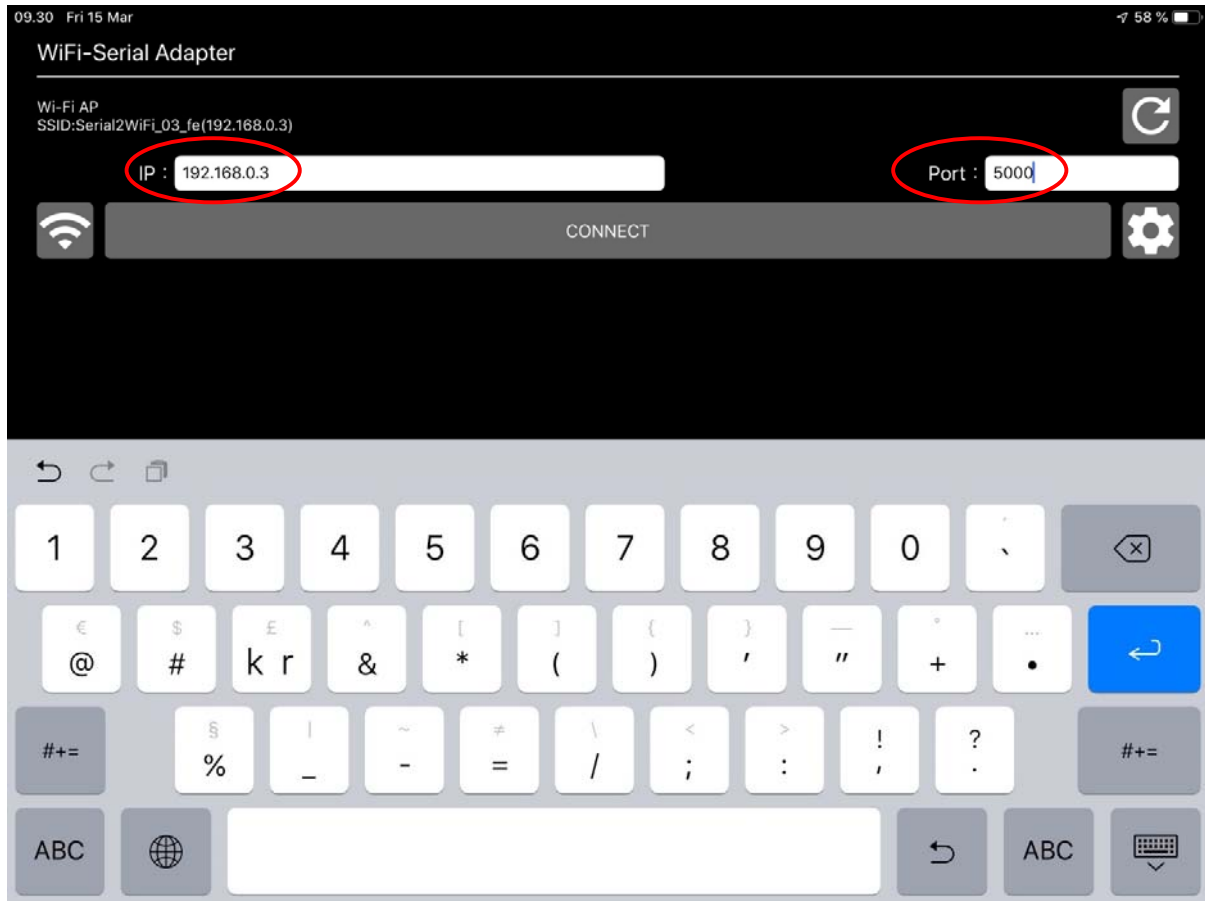 09.30 Fri 15 Mar 58 %
WiFi-Serial Adapter
Wi-Fi AP
SSID:Serial2WiFi_03_fe(192.168.0.3)
IP : 192.168.0.3 Port : 5000
CONNECT
1 2 3 4 5 6 7 8 9 0 ` ´
€ $ £ ^ [ ] { } — ° …
@ # k r & * ( ) ' " + •
§ | ~ ≠ \ < > ! ?
#+= % _ - = / ; : , . #+=
ABC ABC